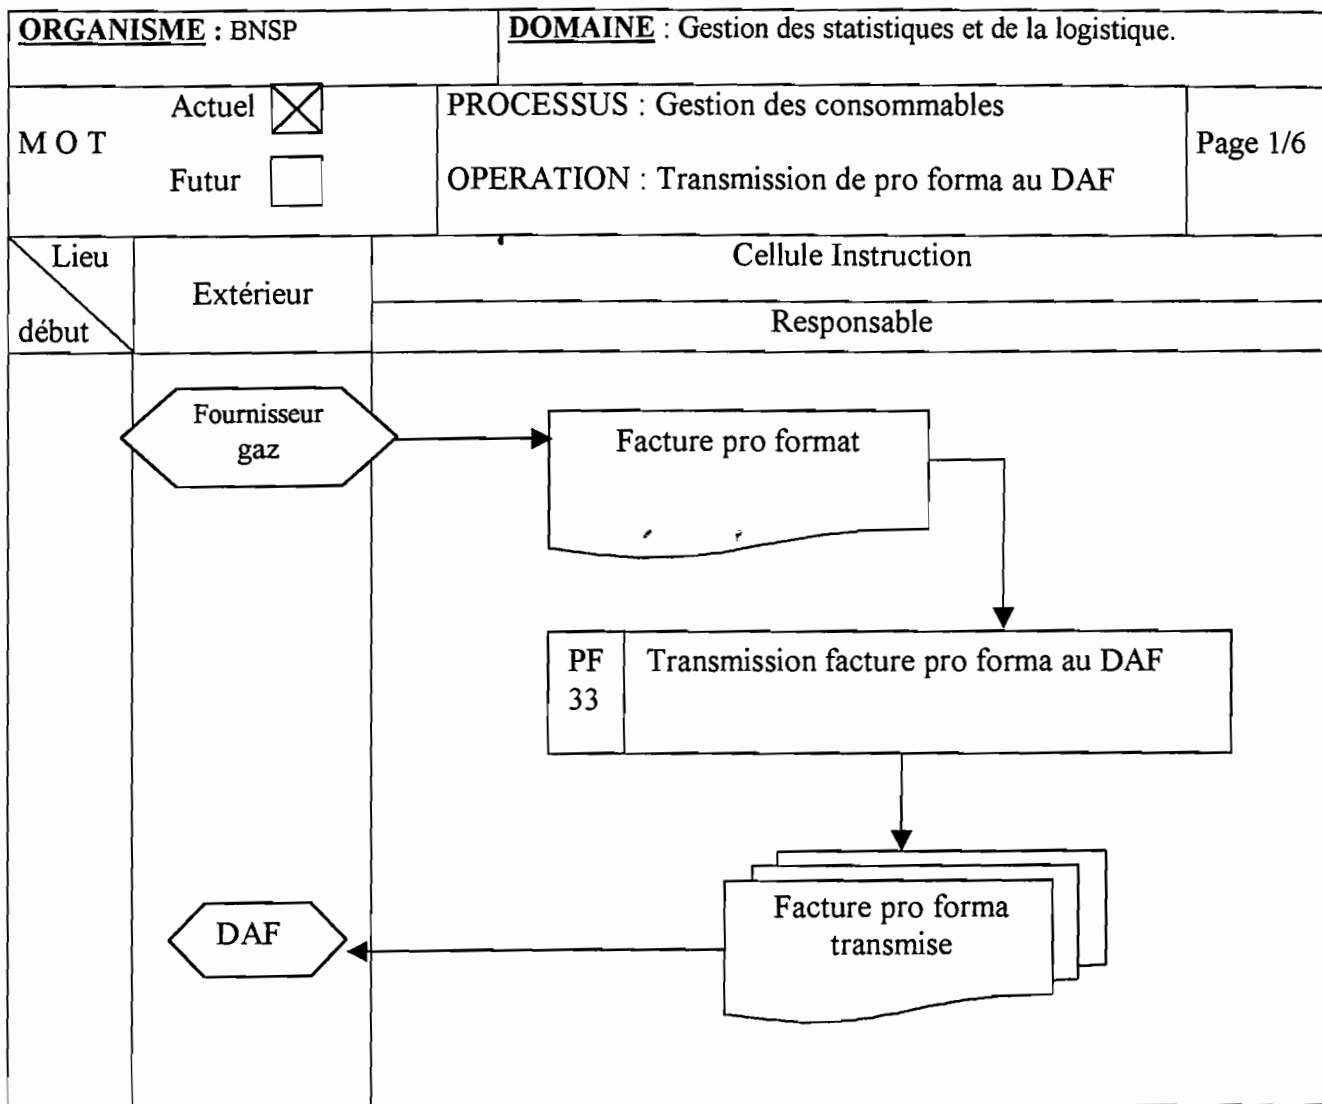 ORGANISME : BNSP
DOMAINE : Gestion des statistiques et de la logistique.
M O T
Actuel
Futur
PROCESSUS : Gestion des consommables
OPERATION : Transmission de pro forma au DAF
Page 1/6
Lieu
début
Extérieur
Cellule Instruction
Responsable
Fournisseur
gaz
Facture pro format
PF
33
Transmission facture pro forma au DAF
Facture pro forma
transmise
DAF